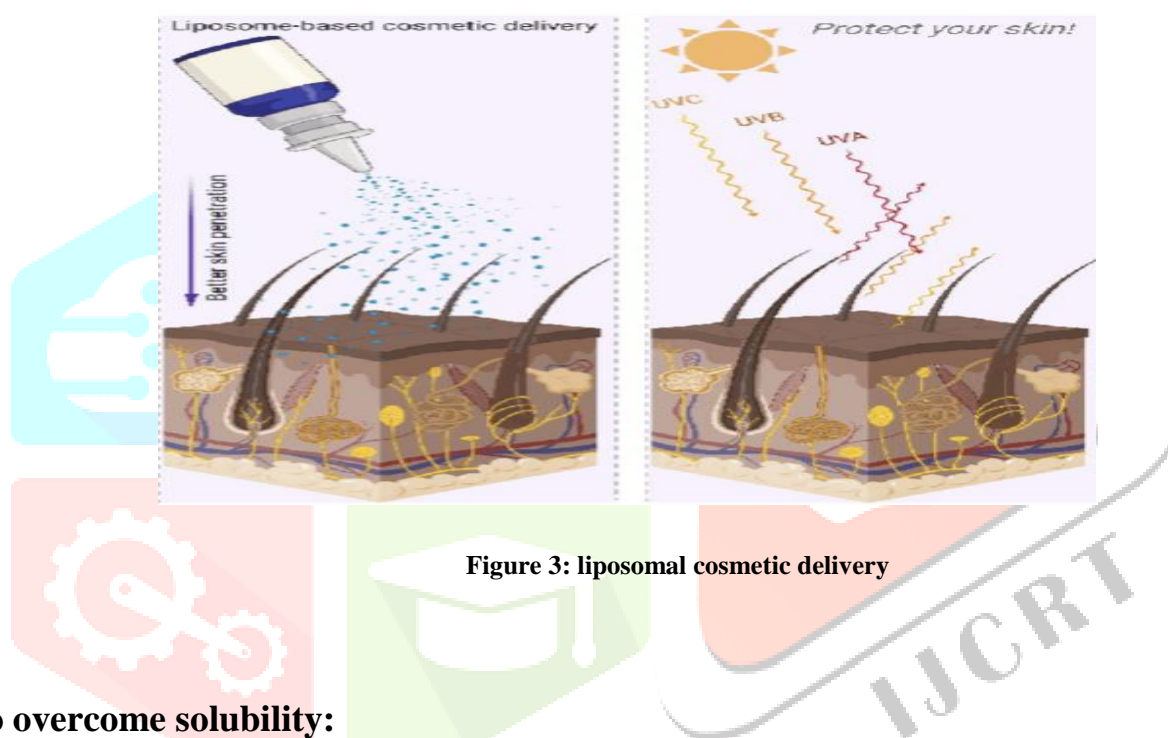 Liposome-based cosmetic delivery
Protect your skin!
UVC
UVB
UVA
Better skin penetration
Figure 3: liposomal cosmetic delivery
IJCRT
overcome solubility: